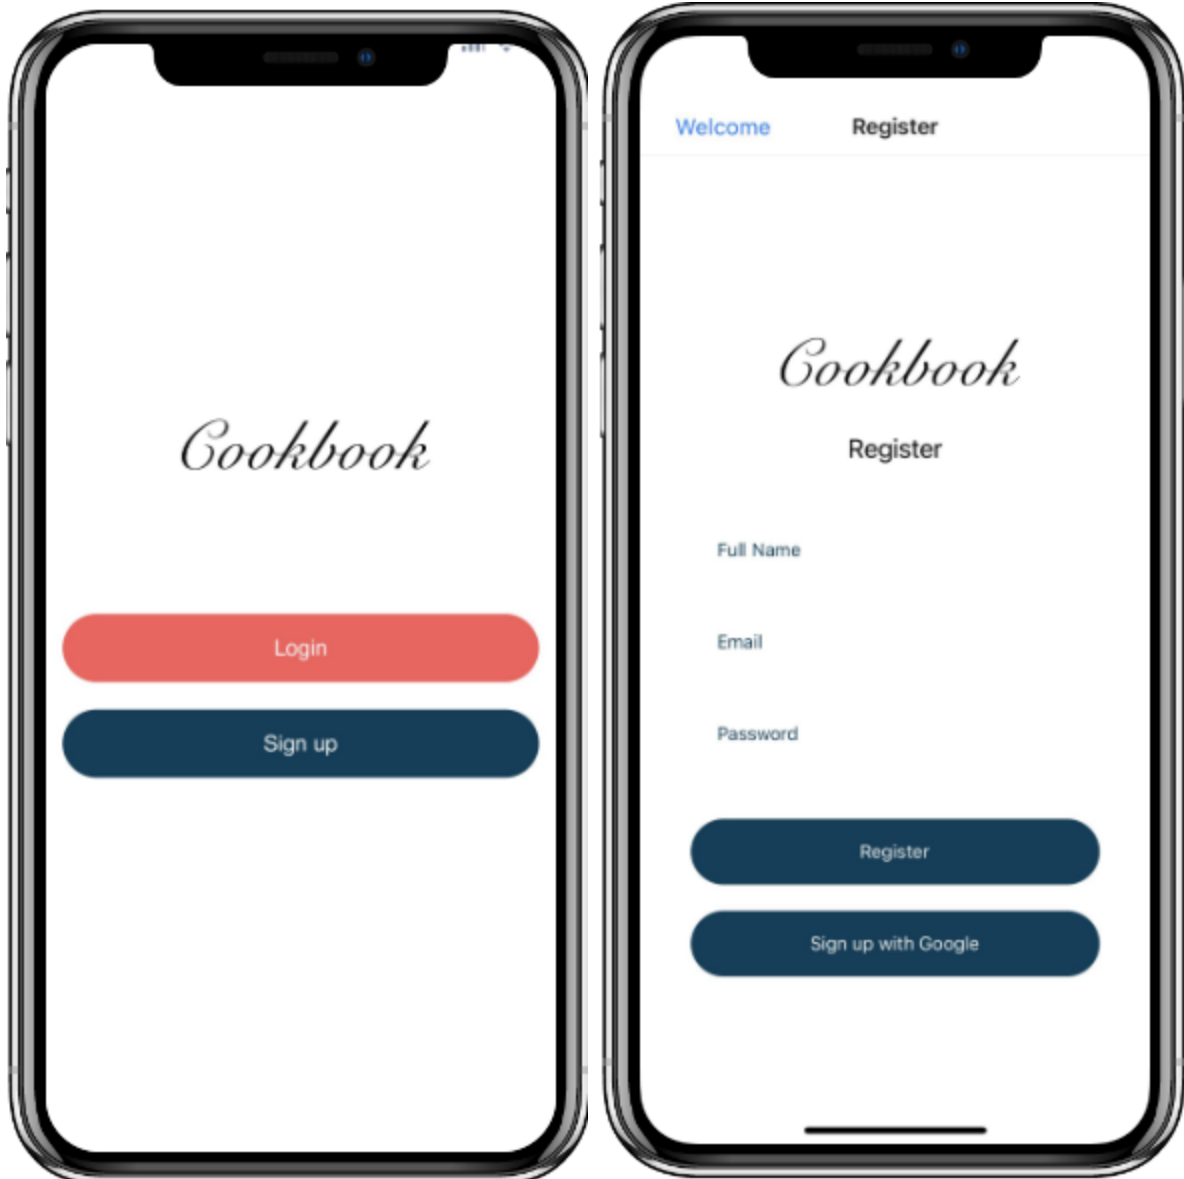 Cookbook
Login
Sign up
Welcome Register
Cookbook
Register
Full Name
Email
Password
Register
Sign up with Google